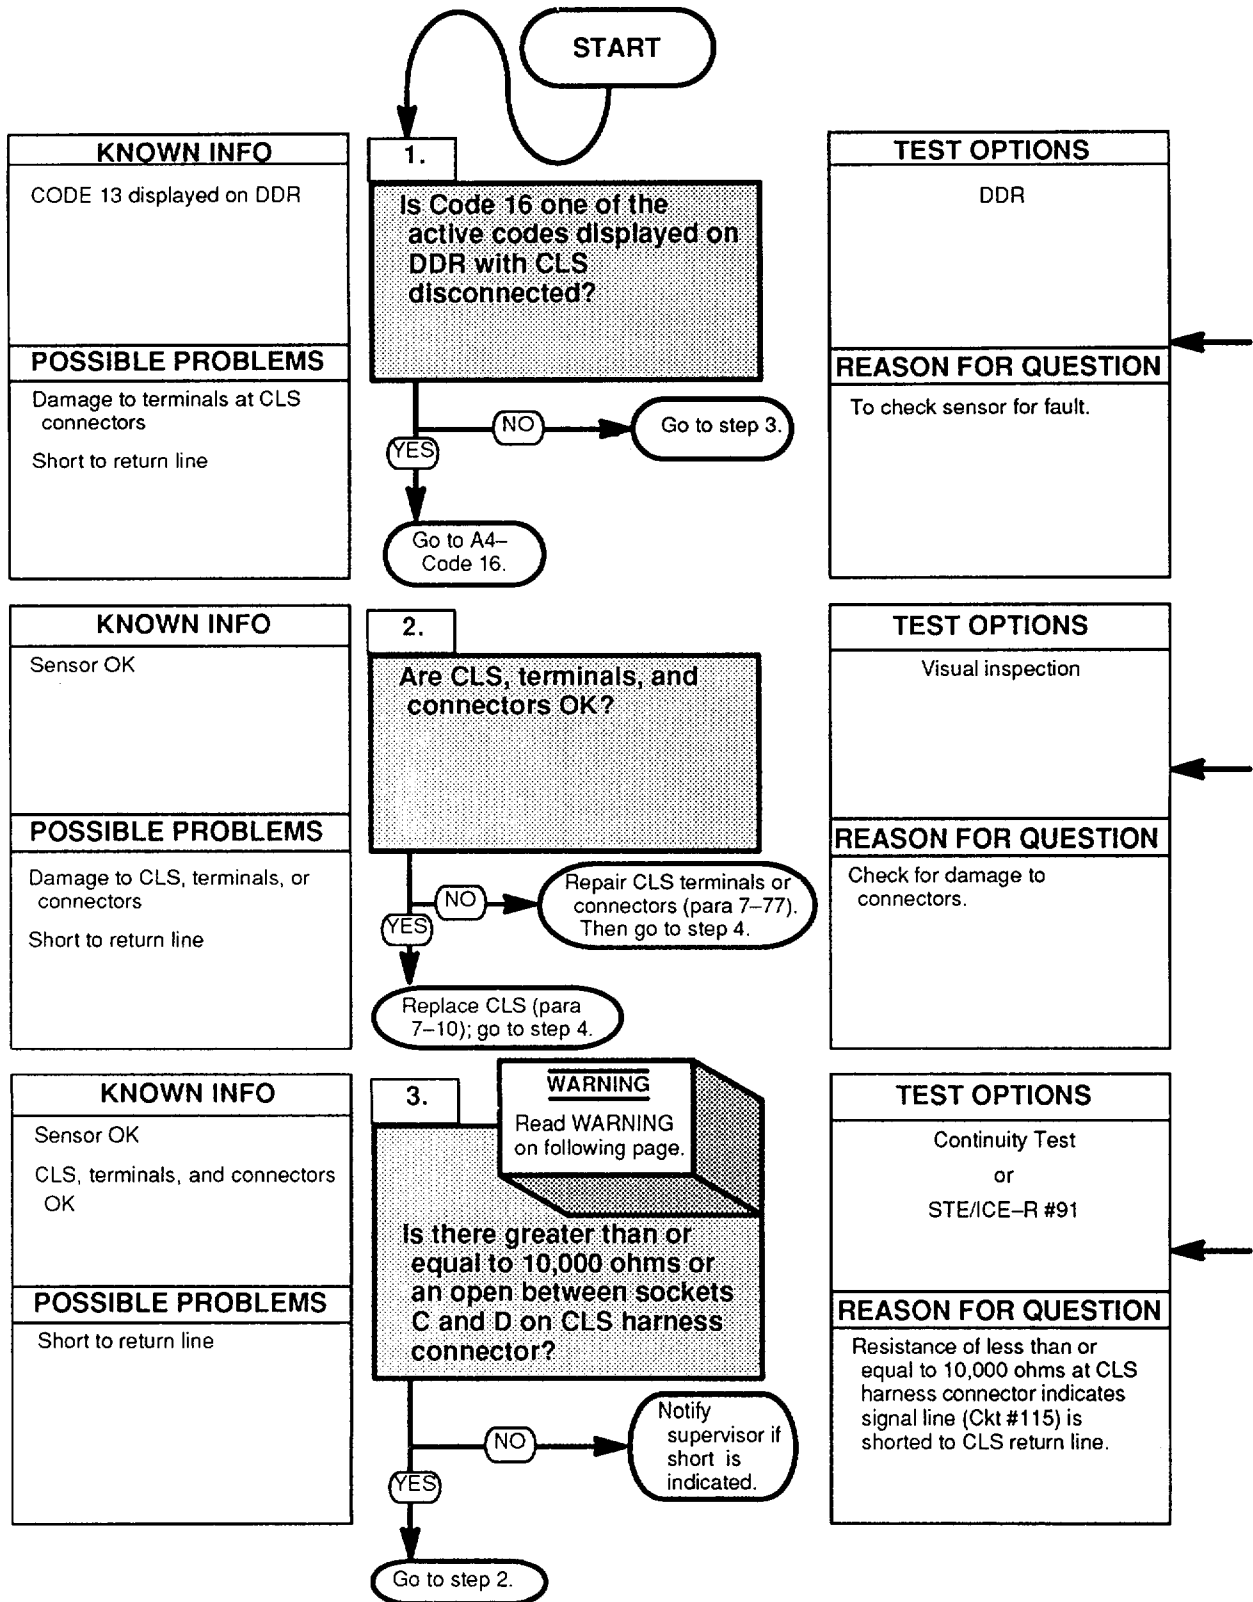 START
KNOWN INFO
CODE 13 displayed on DDR
POSSIBLE PROBLEMS
Damage to terminals at CLS
connectors
Short to return line
1.
Is Code 16 one of the
active codes displayed on
DDR with CLS
disconnected?
NO
Go to step 3.
YES
Go to A4–
Code 16.
TEST OPTIONS
DDR
REASON FOR QUESTION
To check sensor for fault.
KNOWN INFO
Sensor OK
POSSIBLE PROBLEMS
Damage to CLS, terminals, or
connectors
Short to return line
2.
Are CLS, terminals, and
connectors OK?
NO
Repair CLS terminals or
connectors (para 7–77).
Then go to step 4.
YES
Replace CLS (para
7–10); go to step 4.
TEST OPTIONS
Visual inspection
REASON FOR QUESTION
Check for damage to
connectors.
KNOWN INFO
Sensor OK
CLS, terminals, and connectors
OK
POSSIBLE PROBLEMS
Short to return line
3.
WARNING
Read WARNING
on following page.
Is there greater than or
equal to 10,000 ohms or
an open between sockets
C and D on CLS harness
connector?
NO
Notify
supervisor if
short is
indicated.
YES
Go to step 2.
TEST OPTIONS
Continuity Test
or
STE/ICE–R #91
REASON FOR QUESTION
Resistance of less than or
equal to 10,000 ohms at CLS
harness connector indicates
signal line (Ckt #115) is
shorted to CLS return line.